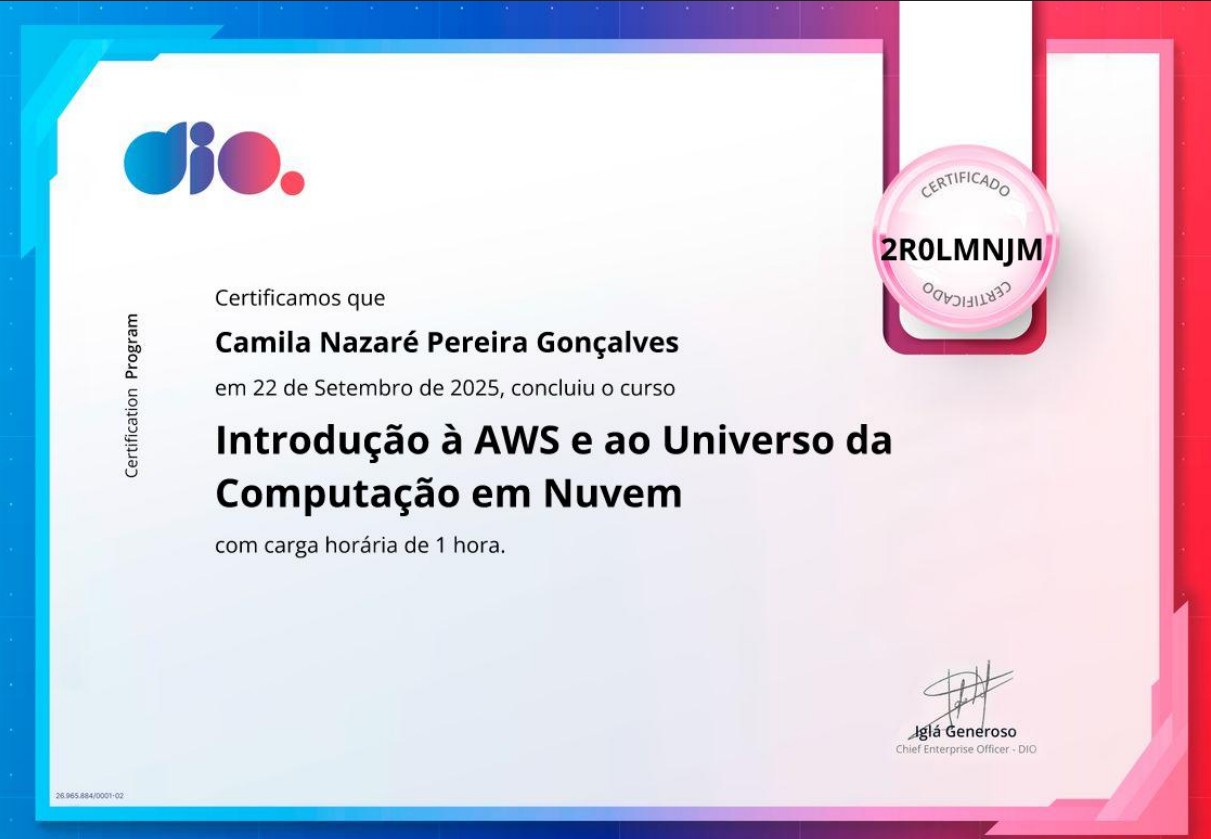 dio.
CERTIFICADO
2R0LMNJM
CERTIFICADO
Certificamos que
Camila Nazaré Pereira Gonçalves
em 22 de Setembro de 2025, concluiu o curso
Introdução à AWS e ao Universo da
Computação em Nuvem
com carga horária de 1 hora.
Certification Program
Iglá Generoso
Chief Enterprise Officer - DIO
26.965.884/0001-02